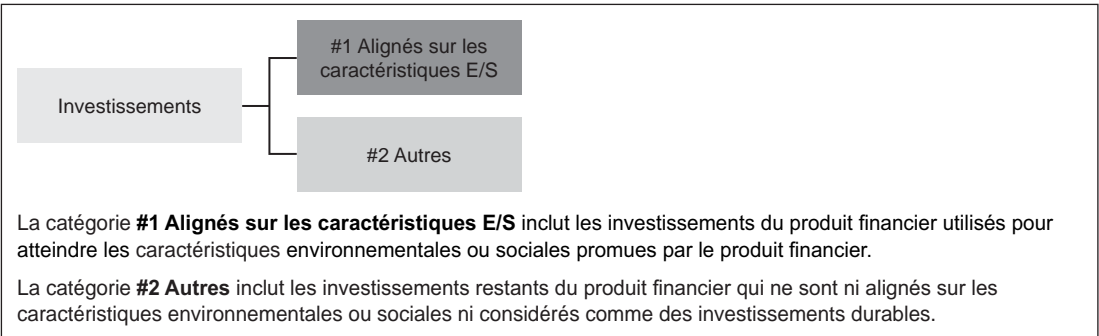 #1 Alignés sur les
caractéristiques E/S
Investissements
#2 Autres
La catégorie #1 Alignés sur les caractéristiques E/S inclut les investissements du produit financier utilisés pour
atteindre les caractéristiques environnementales ou sociales promues par le produit financier.
La catégorie #2 Autres inclut les investissements restants du produit financier qui ne sont ni alignés sur les
caractéristiques environnementales ou sociales ni considérés comme des investissements durables.